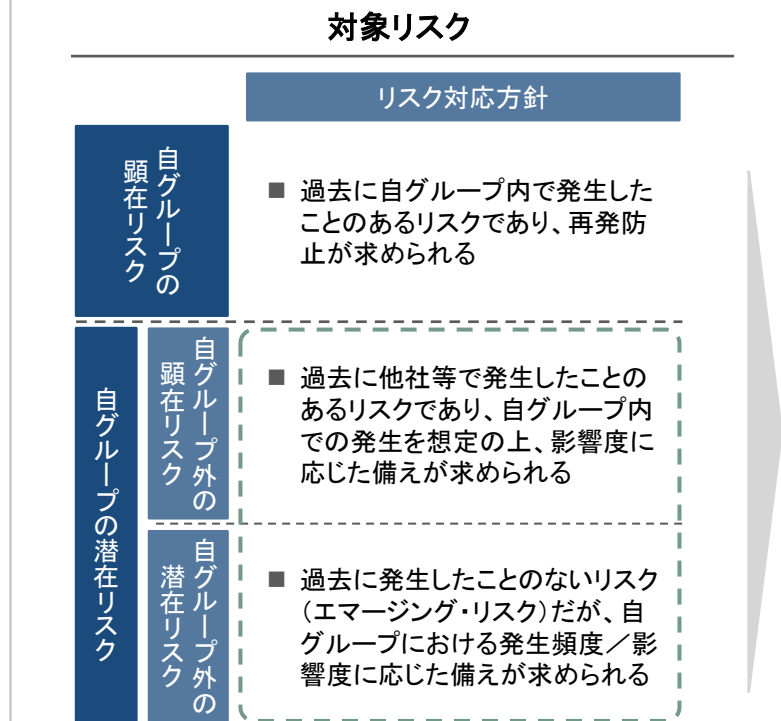 対象リスク
リスク対応方針
自グループの
顕在リスク
■ 過去に自グループ内で発生した
ことのあるリスクであり、再発防
止が求められる
自グループの潜在リスク
自グループ外の
顕在リスク
■ 過去に他社等で発生したことの
あるリスクであり、自グループ内
での発生を想定の上、影響度に
応じた備えが求められる
自グループ外の
潜在リスク
■ 過去に発生したことのないリスク
（エマージング・リスク）だが、自
グループにおける発生頻度／影
響度に応じた備えが求められる